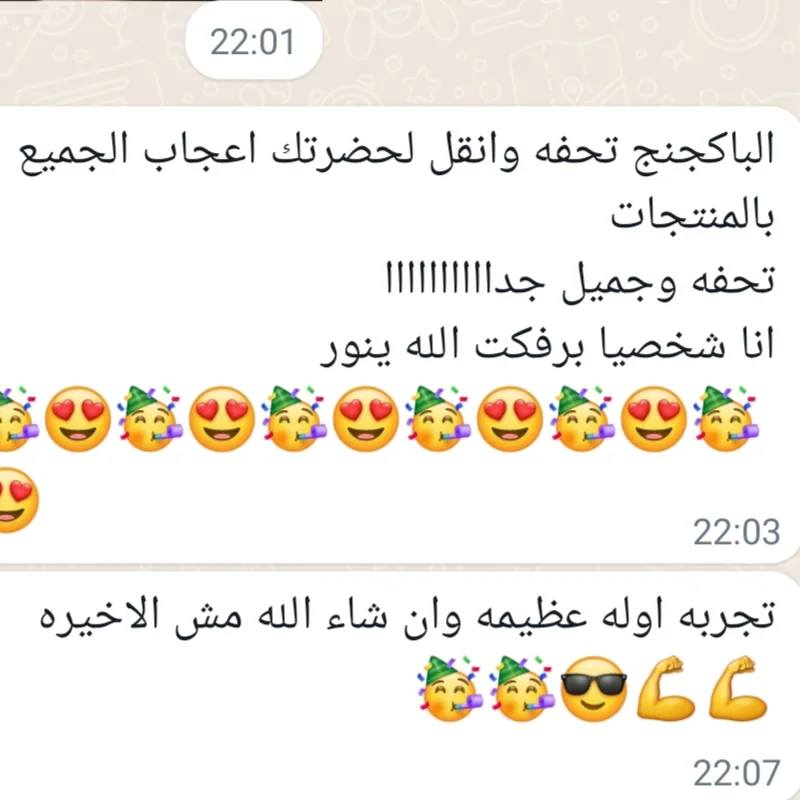 22:01
الباكجنج تحفه وانقل لحضرتك اعجاب الجميع
بالمنتجات
تحفه وجميل جداااااااااااا
انا شخصيا برفكت الله ينور
🥳😍🥳😍🥳😍🥳😍🥳😍🥳
😍
22:03
تجربه اوله عظيمه وان شاء الله مش الاخيره
💪💪😎🥳🥳
22:07